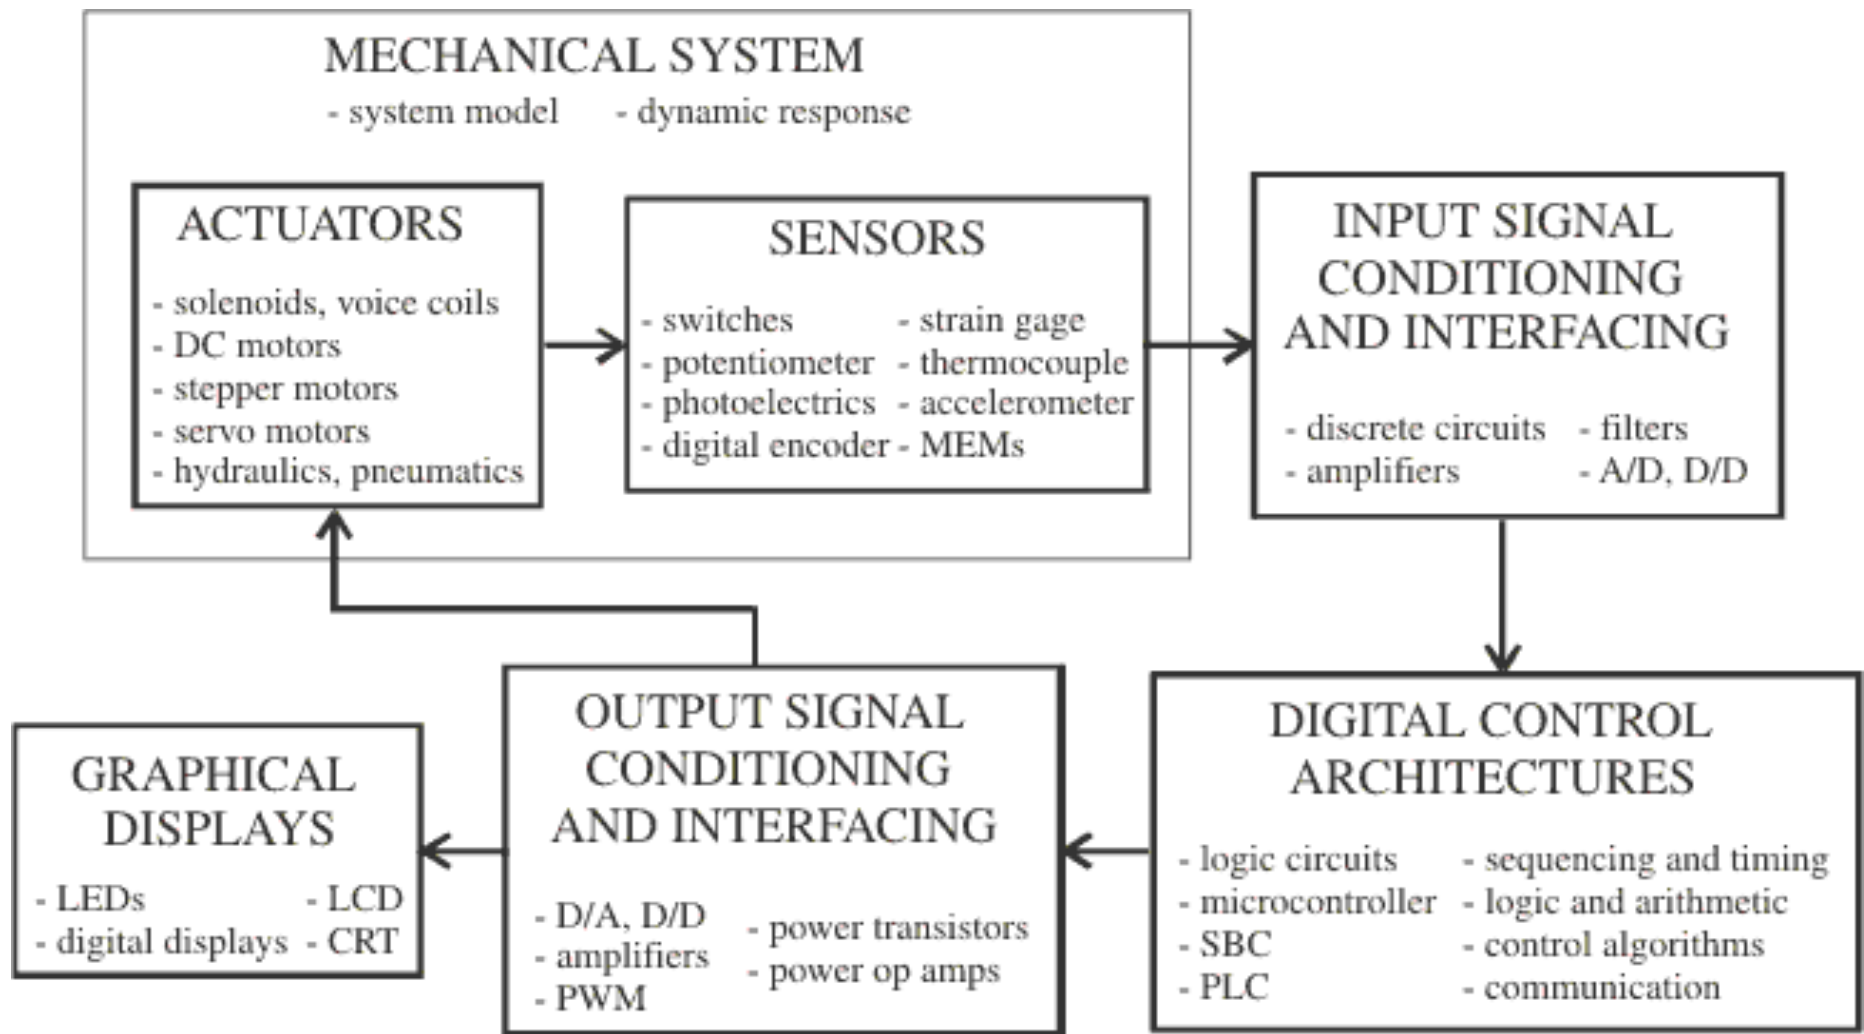 MECHANICAL SYSTEM
- system model - dynamic response
ACTUATORS
- solenoids, voice coils
- DC motors
- stepper motors
- servo motors
- hydraulics, pneumatics
SENSORS
- switches - strain gage
- potentiometer - thermocouple
- photoelectrics - accelerometer
- digital encoder - MEMs
INPUT SIGNAL
CONDITIONING
AND INTERFACING
- discrete circuits - filters
- amplifiers - A/D, D/D
GRAPHICAL
DISPLAYS
- LEDs - LCD
- digital displays - CRT
OUTPUT SIGNAL
CONDITIONING
AND INTERFACING
- D/A, D/D - power transistors
- amplifiers - power op amps
- PWM
DIGITAL CONTROL
ARCHITECTURES
- logic circuits - sequencing and timing
- microcontroller - logic and arithmetic
- SBC - control algorithms
- PLC - communication